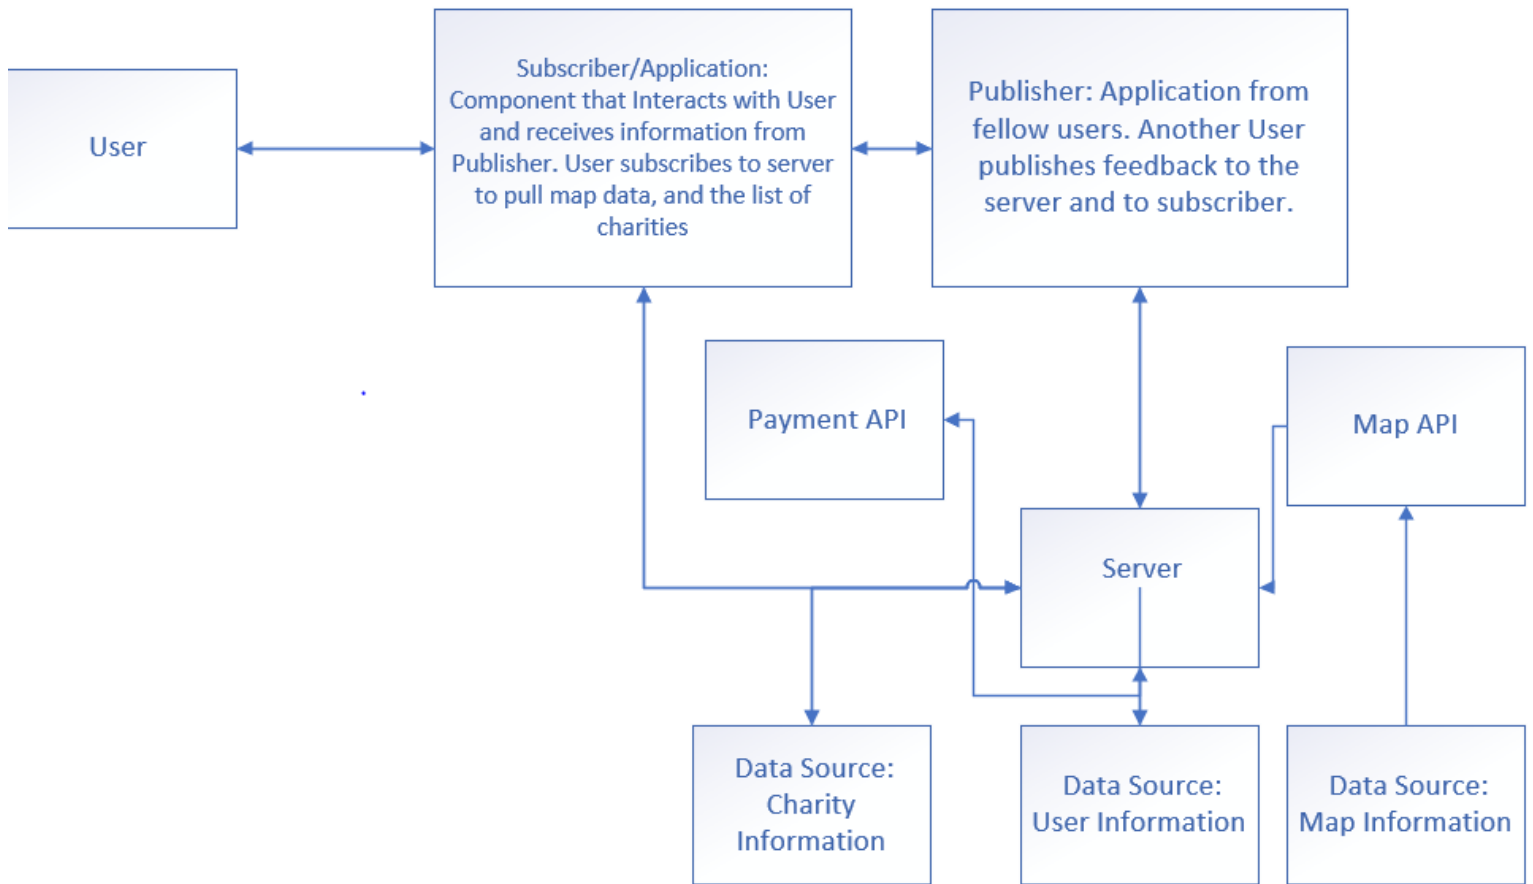 User
Subscriber/Application:
Component that Interacts with User
and receives information from
Publisher. User subscribes to server
to pull map data, and the list of
charities
Publisher: Application from
fellow users. Another User
publishes feedback to the
server and to subscriber.
Payment API
Map API
Server
Data Source:
Charity
Information
Data Source:
User Information
Data Source:
Map Information